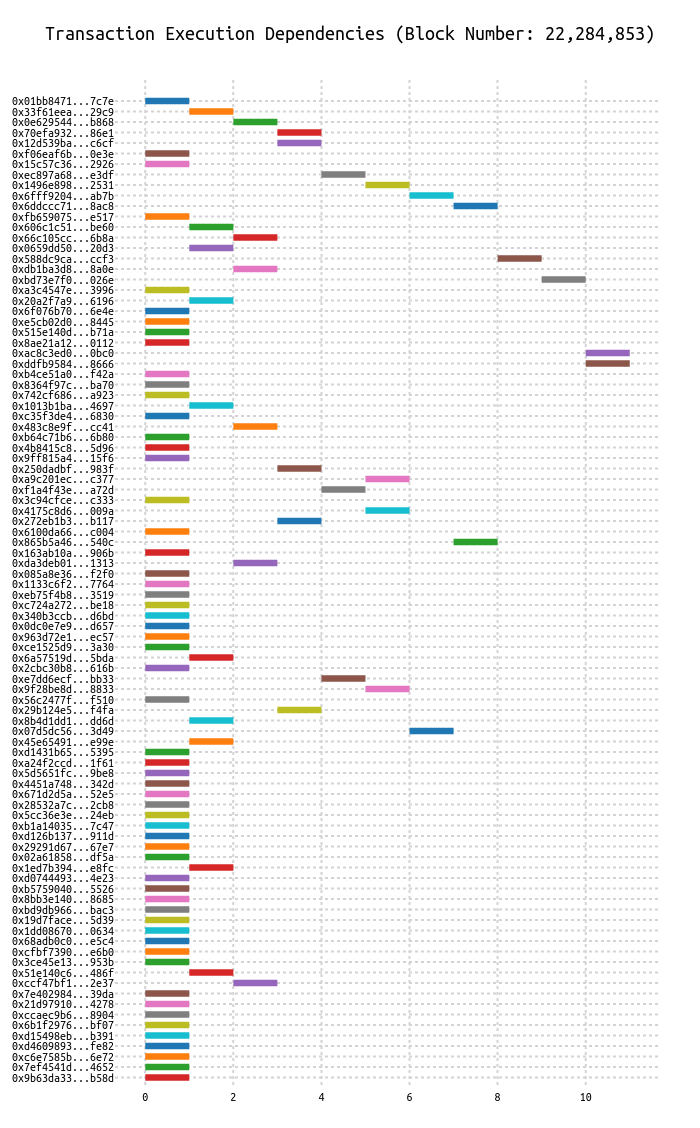 Transaction Execution Dependencies (Block Number: 22,284,853)
0x01bb8471...7c7e
0x33f61eea...29c9
0x0e629544...b868
0x70efa932...86e1
0x12d539ba...c6cf
0xf06eaf6b...0e3e
0x15c57c36...2926
0xec897a68...e3df
0x1496e898...2531
0x6fff9204...ab7b
0x6ddccc71...8ac8
0xfb659075...e517
0x606c1c51...be60
0x66c105cc...6b8a
0x0659dd50...20d3
0x588dc9ca...ccf3
0xdb1ba3d8...8a0e
0xbd73e7f0...026e
0xa3c4547e...3996
0x20a2f7a9...6196
0x6f076b70...6e4e
0xe5cb02d0...8445
0x515e140d...b71a
0x8ae21a12...0112
0xac8c3ed0...0bc0
0xddfb9584...8666
0xb4ce51a0...f42a
0x8364f97c...ba70
0x742cf686...a923
0x1013b1ba...4697
0xc35f3de4...6830
0x483c8e9f...cc41
0xb64c71b6...6b80
0x4b8415c8...5d96
0x9ff815a4...15f6
0x250dadbf...983f
0xa9c201ec...c377
0xf1a4f43e...a72d
0x3c94cfce...c333
0x4175c8d6...009a
0x272eb1b3...b117
0x6100da66...c004
0x865b5a46...540c
0x163ab10a...906b
0xda3deb01...1313
0x085a8e36...f2f0
0x1133c6f2...7764
0xeb75f4b8...3519
0xc724a272...be18
0x340b3ccb...d6bd
0x0dc0e7e9...d657
0x963d72e1...ec57
0xce1525d9...3a30
0x6a57519d...5bda
0x2cbc30b8...616b
0xe7dd6ecf...bb33
0x9f28be8d...8833
0x56c2477f...f510
0x29b124e5...f4fa
0x8b4d1dd1...dd6d
0x07d5dc56...3d49
0x45e65491...e99e
0xd1431b65...5395
0xa24f2ccd...1f61
0x5d5651fc...9be8
0x4451a748...342d
0x671d2d5a...52e5
0x28532a7c...2cb8
0x5cc36e3e...24eb
0xb1a14035...7c47
0xd126b137...911d
0x29291d67...67e7
0x02a61858...df5a
0x1ed7b394...e8fc
0xd0744493...4e23
0xb5759040...5526
0x8bb3e140...8685
0xbd9db966...bac3
0x19d7face...5d39
0x1dd08670...0634
0x68adb0c0...e5c4
0xcfbf7390...e6b0
0x3ce45e13...953b
0x51e140c6...486f
0xccf47bf1...2e37
0x7e402984...39da
0x21d97910...4278
0xccaec9b6...8904
0x6b1f2976...bf07
0xd15498eb...b391
0xd4609893...fe82
0xc6e7585b...6e72
0x7ef4541d...4652
0x9b63da33...b58d
0 2 4 6 8 10